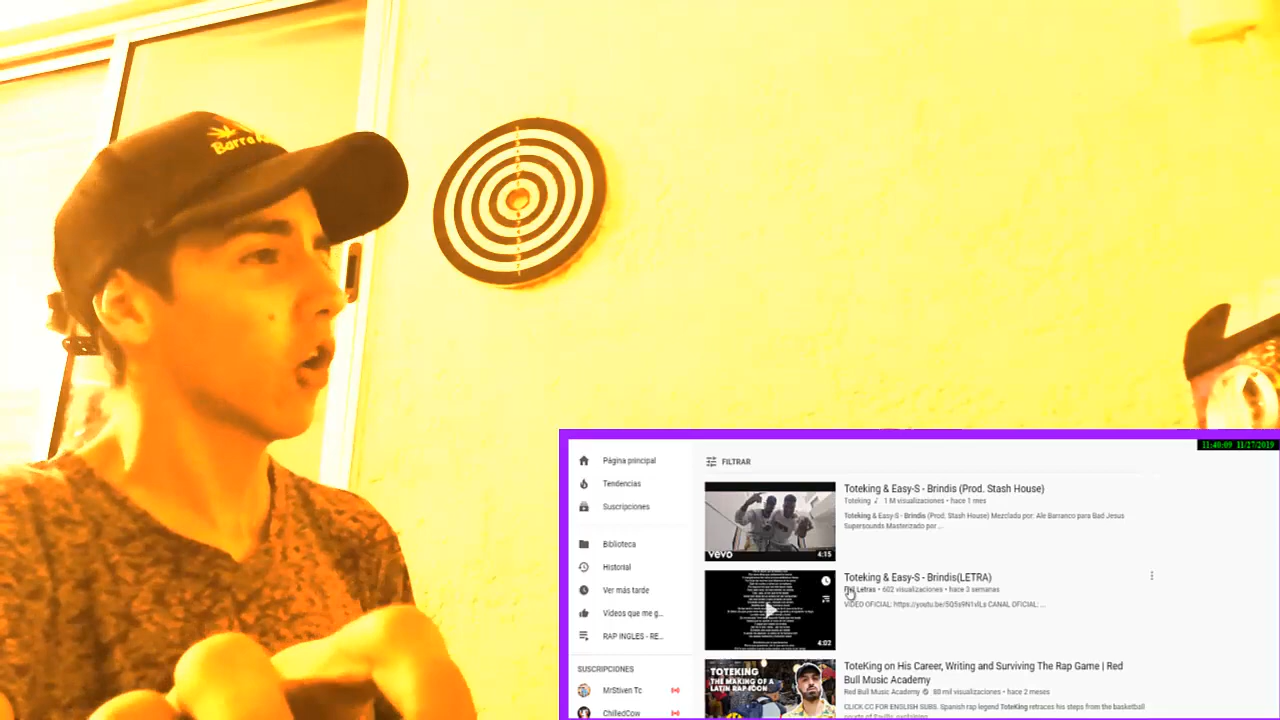 Barra
11:40:09 11/27/2019
Página principal
Tendencias
Suscripciones
Biblioteca
Historial
Ver más tarde
Vídeos que me g...
RAP INGLES - RE...
SUSCRIPCIONES
MrStiven Tc
ChilledCow
FILTRAR
vevo
4:15
Toteking & Easy-S - Brindis (Prod. Stash House)
Toteking ♪ 1 M visualizaciones • hace 1 mes
Toteking & Easy-S - Brindis (Prod. Stash House) Mezclada por: Ale Barranco para Bad Jesus
Supersounds Masterizado por ...
4:02
Toteking & Easy-S - Brindis(LETRA)
Letras • 602 visualizaciones • hace 3 semanas
VIDEO OFICIAL: https://youtu.be/5Q5s9N1vlLs CANAL OFICIAL: ...
TOTEKING
THE MAKING OF A
LATIN RAP ICON
ToteKing on His Career, Writing and Surviving The Rap Game | Red
Bull Music Academy
Red Bull Music Academy 80 mil visualizaciones • hace 2 meses
CLICK CC FOR ENGLISH SUBS. Spanish rap legend ToteKing retraces his steps from the basketball